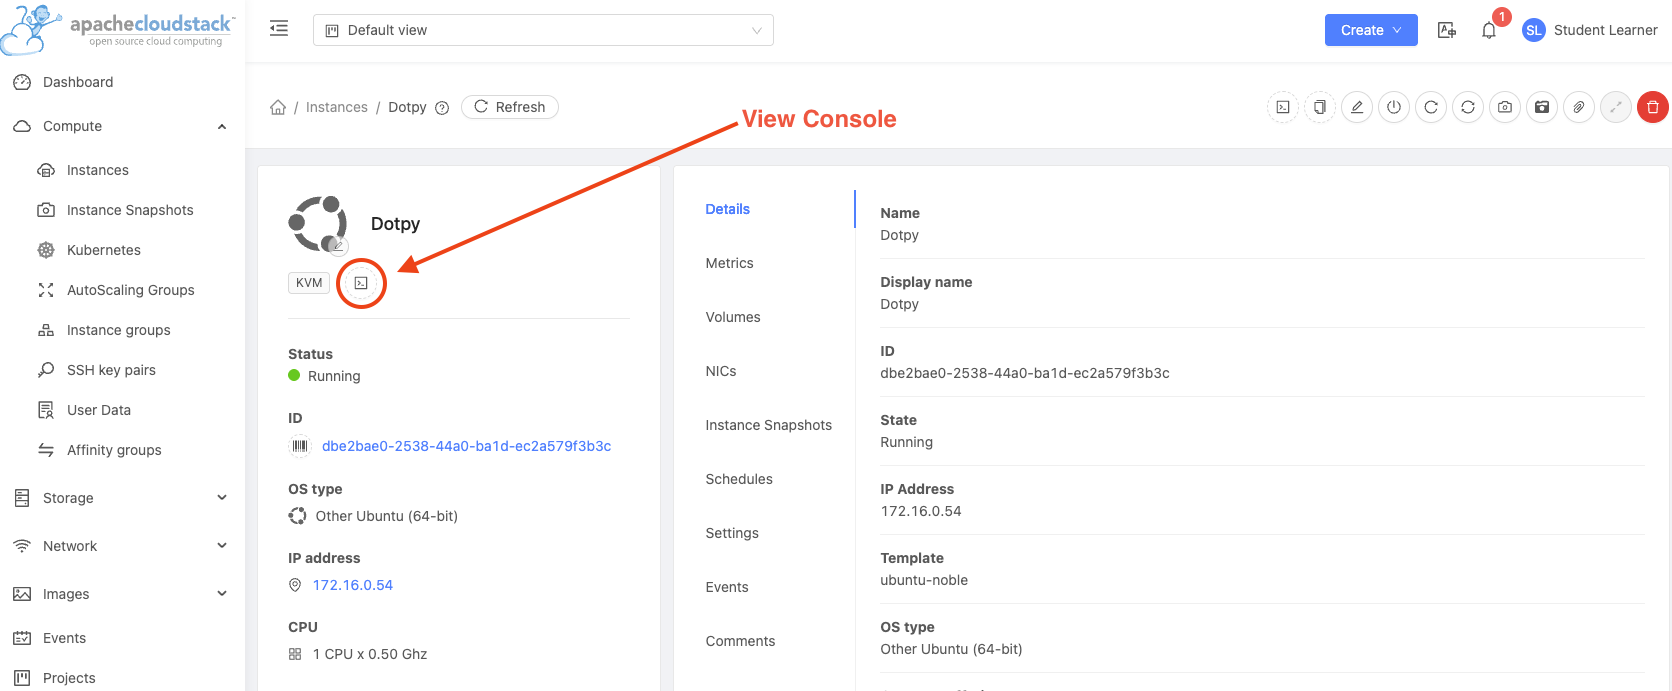 apachecloudstack™
open source cloud computing
Default view
Create
1
SL
Student Learner
Dashboard
Compute
Instances
Instance Snapshots
Kubernetes
AutoScaling Groups
Instance groups
SSH key pairs
User Data
Affinity groups
Storage
Network
Images
Events
Projects
/ Instances / Dotpy
Refresh
View Console
Dotpy
KVM
Status
Running
ID
dbe2bae0-2538-44a0-ba1d-ec2a579f3b3c
OS type
Other Ubuntu (64-bit)
IP address
172.16.0.54
CPU
1 CPU x 0.50 Ghz
Details
Metrics
Volumes
NICs
Instance Snapshots
Schedules
Settings
Events
Comments
Name
Dotpy
Display name
Dotpy
ID
dbe2bae0-2538-44a0-ba1d-ec2a579f3b3c
State
Running
IP Address
172.16.0.54
Template
ubuntu-noble
OS type
Other Ubuntu (64-bit)